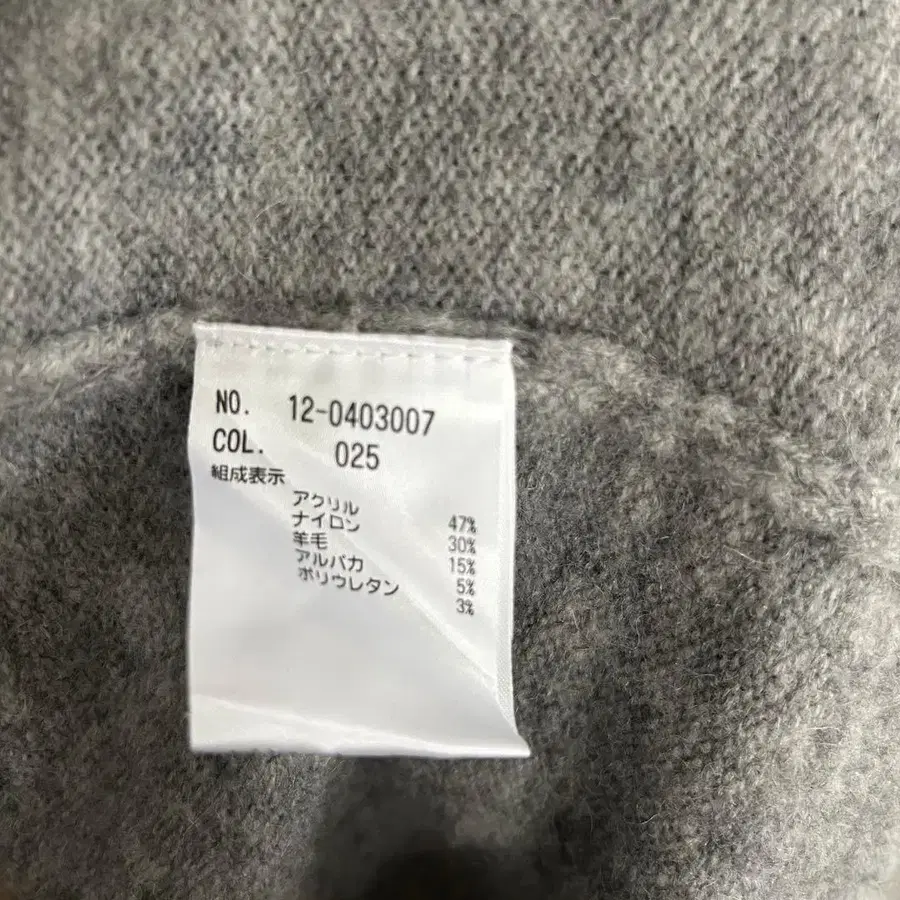 NO. 12-0403007
COL. 025
組成表示
アクリル 47%
ナイロン 30%
羊毛 15%
アルパカ 5%
ポリウレタン 3%